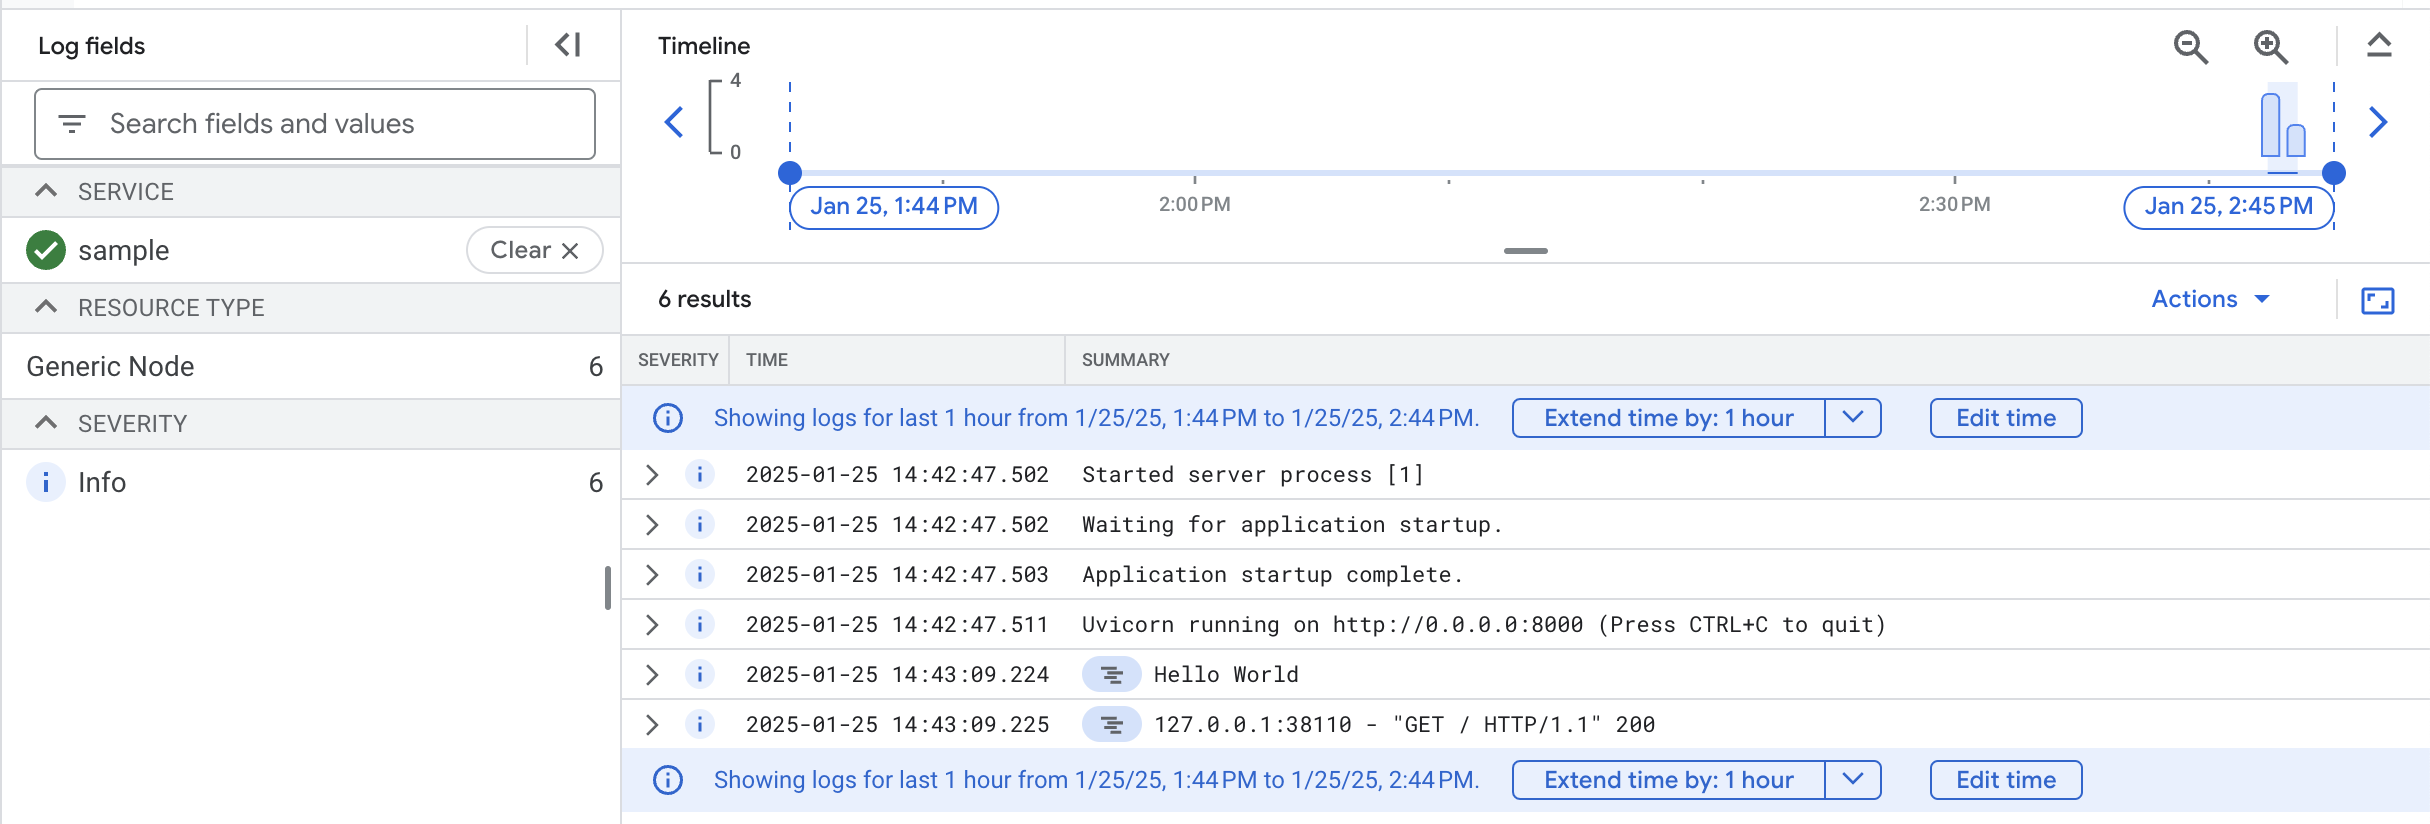 Log fields
Search fields and values
SERVICE
sample
Clear
RESOURCE TYPE
Generic Node 6
SEVERITY
Info 6
Timeline
4
0
Jan 25, 1:44 PM
2:00 PM
2:30 PM
Jan 25, 2:45 PM
6 results
Actions
SEVERITY TIME SUMMARY
Showing logs for last 1 hour from 1/25/25, 1:44 PM to 1/25/25, 2:44 PM. Extend time by: 1 hour Edit time
2025-01-25 14:42:47.502 Started server process [1]
2025-01-25 14:42:47.502 Waiting for application startup.
2025-01-25 14:42:47.503 Application startup complete.
2025-01-25 14:42:47.511 Uvicorn running on http://0.0.0.0:8000 (Press CTRL+C to quit)
2025-01-25 14:43:09.224 Hello World
2025-01-25 14:43:09.225 127.0.0.1:38110 - "GET / HTTP/1.1" 200
Showing logs for last 1 hour from 1/25/25, 1:44 PM to 1/25/25, 2:44 PM. Extend time by: 1 hour Edit time